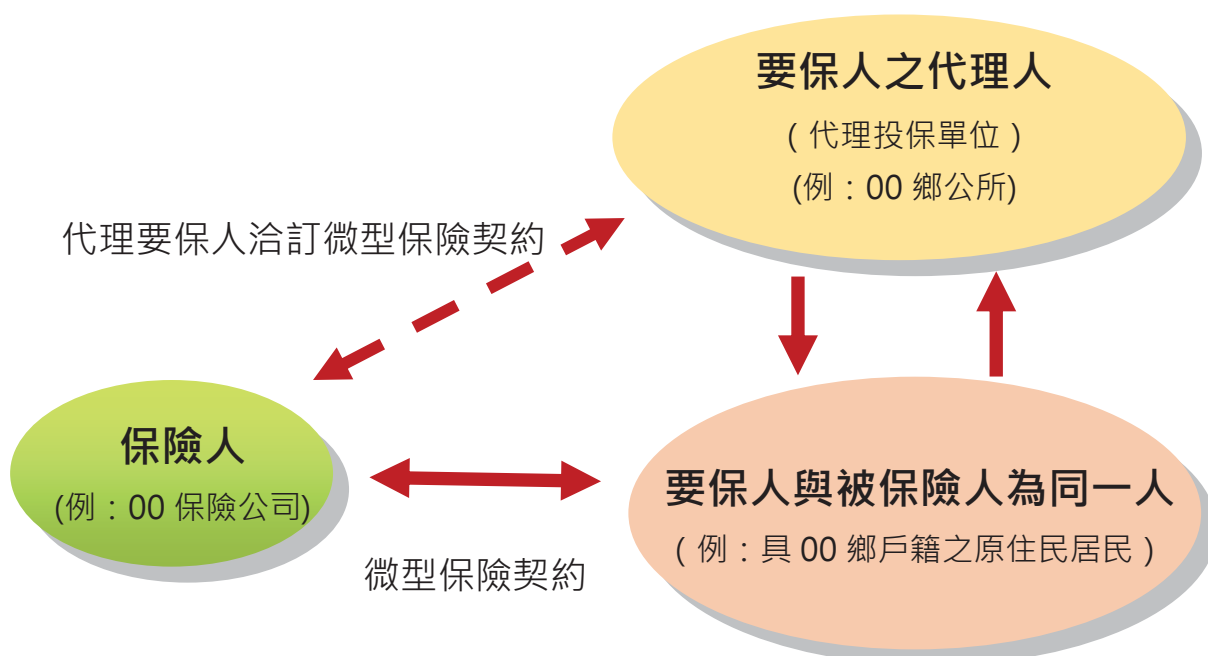 要保人之代理人
( 代理投保單位 )
(例：00 鄉公所)
代理要保人洽訂微型保險契約
保險人
(例：00 保險公司)
要保人與被保險人為同一人
( 例：具 00 鄉戶籍之原住民居民 )
微型保險契約